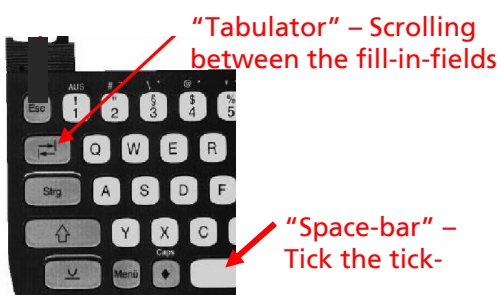 "Tabulator" – Scrolling
between the fill-in-fields
AUS
Esc ! 1 " 2 § 3 $ 4 % 5
Q W E R
Strg A S D F
Y X C
Caps
Menü
"Space-bar" –
Tick the tick-